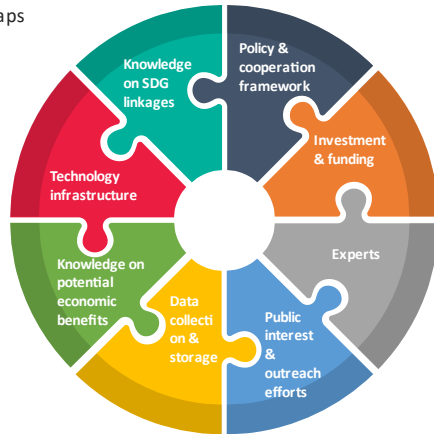 aps
Policy &
cooperation
framework
Investment
& funding
Experts
Public
interest
&
outreach
efforts
Data
collecti
on &
storage
Knowledge on
potential
economic
benefits
Technology
infrastructure
Knowledge
on SDG
linkages